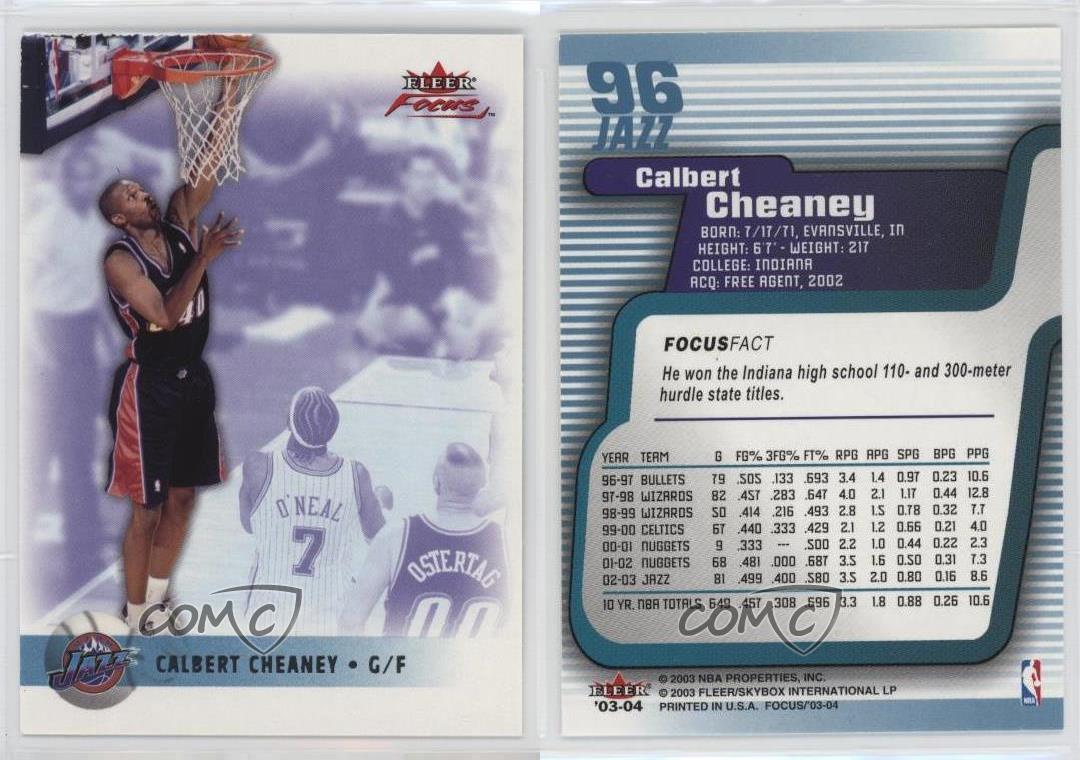 FLEER®
Focus™
40
O'NEAL
7
OSTERTAG
00
COMC
JAZZ
CALBERT CHEANEY • G/F
96
JAZZ
Calbert
Cheaney
BORN: 7/17/71, EVANSVILLE, IN
HEIGHT: 6'7" - WEIGHT: 217
COLLEGE: INDIANA
ACQ: FREE AGENT, 2002
FOCUSFACT
He won the Indiana high school 110- and 300-meter
hurdle state titles.
YEAR TEAM G FG% 3FG% FT% RPG APG SPG BPG PPG
96-97 BULLETS 79 .505 .133 .693 3.4 1.4 0.97 0.23 10.6
97-98 WIZARDS 82 .457 .283 .647 4.0 2.1 1.17 0.44 12.8
98-99 WIZARDS 50 .414 .216 .493 2.8 1.5 0.78 0.32 7.7
99-00 CELTICS 67 .440 .333 .429 2.1 1.2 0.66 0.21 4.0
00-01 NUGGETS 9 .333 --- .500 2.2 1.0 0.44 0.22 2.3
01-02 NUGGETS 68 .481 .000 .687 3.5 1.6 0.50 0.31 7.3
02-03 JAZZ 81 .499 .400 .580 3.5 2.0 0.80 0.16 8.6
10 YR. NBA TOTALS 649 .467 .308 .696 3.3 1.8 0.88 0.26 10.6
COMC
FLEER®
'03-04
© 2003 NBA PROPERTIES, INC.
© 2003 FLEER/SKYBOX INTERNATIONAL LP
PRINTED IN U.S.A. FOCUS/'03-04
NBA